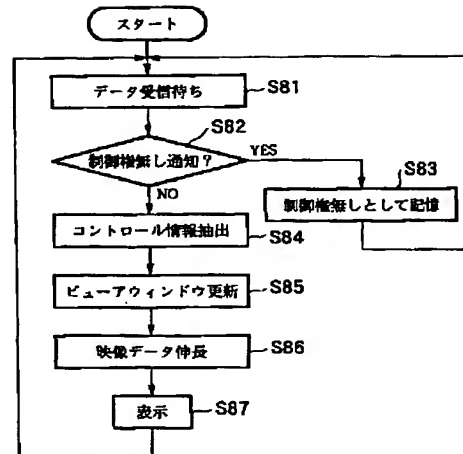 スタート
データ受信待ち
S81
S82
制御権無し通知?
YES
NO
S83
制御権無しとして記憶
コントロール情報抽出
S84
ビューアウィンドウ更新
S85
映像データ伸長
S86
表示
S87